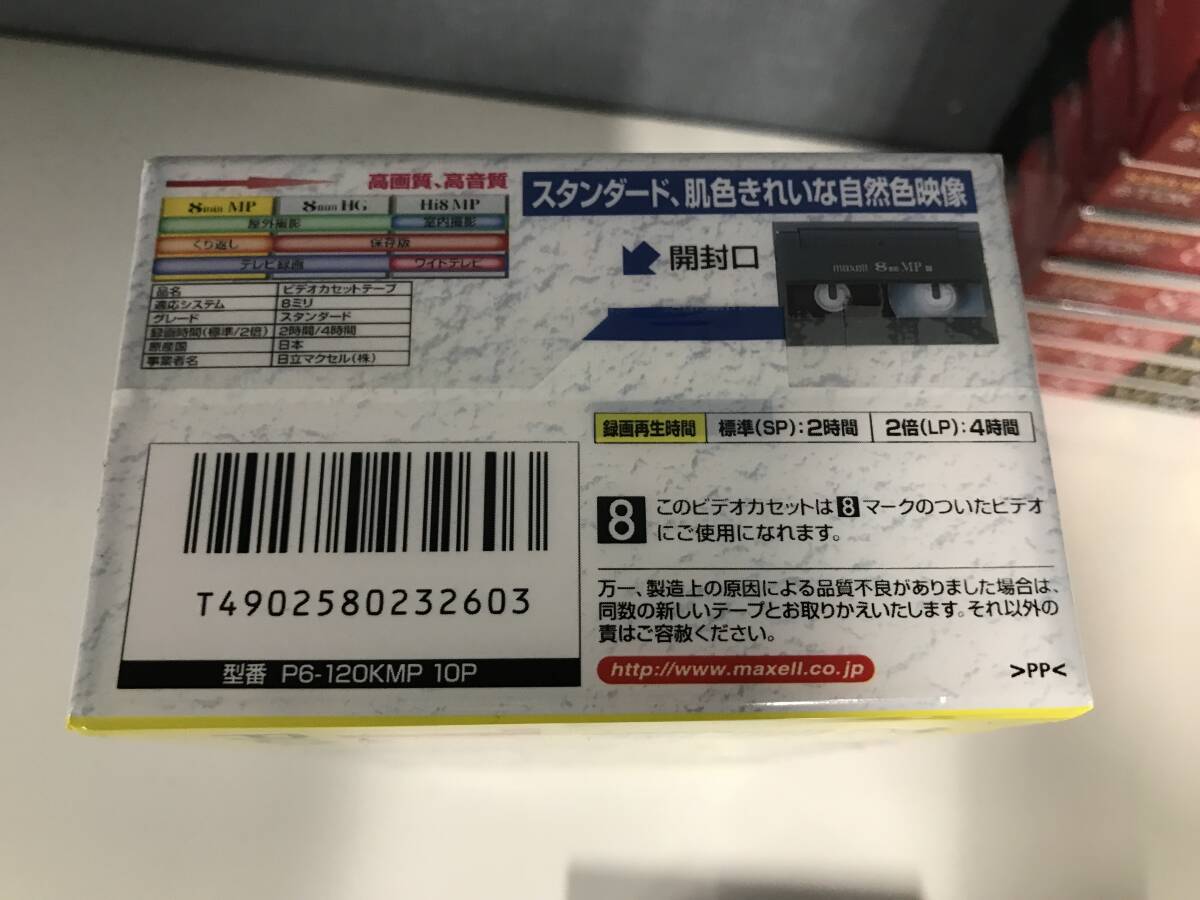 高画質、高音質
8mm MP 8mm HG Hi8 MP
屋外撮影 室内撮影
くり返し 保存版
テレビ録画 ワイドテレビ
品名 ビデオカセットテープ
適応システム 8ミリ
グレード スタンダード
録画時間(標準/2倍) 2時間/4時間
原産国 日本
事業者名 日立マクセル(株)
スタンダード、肌色きれいな自然色映像
開封口
maxell 8mm MP
録画再生時間 標準(SP):2時間 2倍(LP):4時間
8 このビデオカセットは8マークのついたビデオ
にご使用になれます。
万一、製造上の原因による品質不良がありました場合は、
同数の新しいテープとお取りかえいたします。それ以外の
責はご容赦ください。
http://www.maxell.co.jp
>PP<
T4902580232603
型番 P6-120KMP 10P